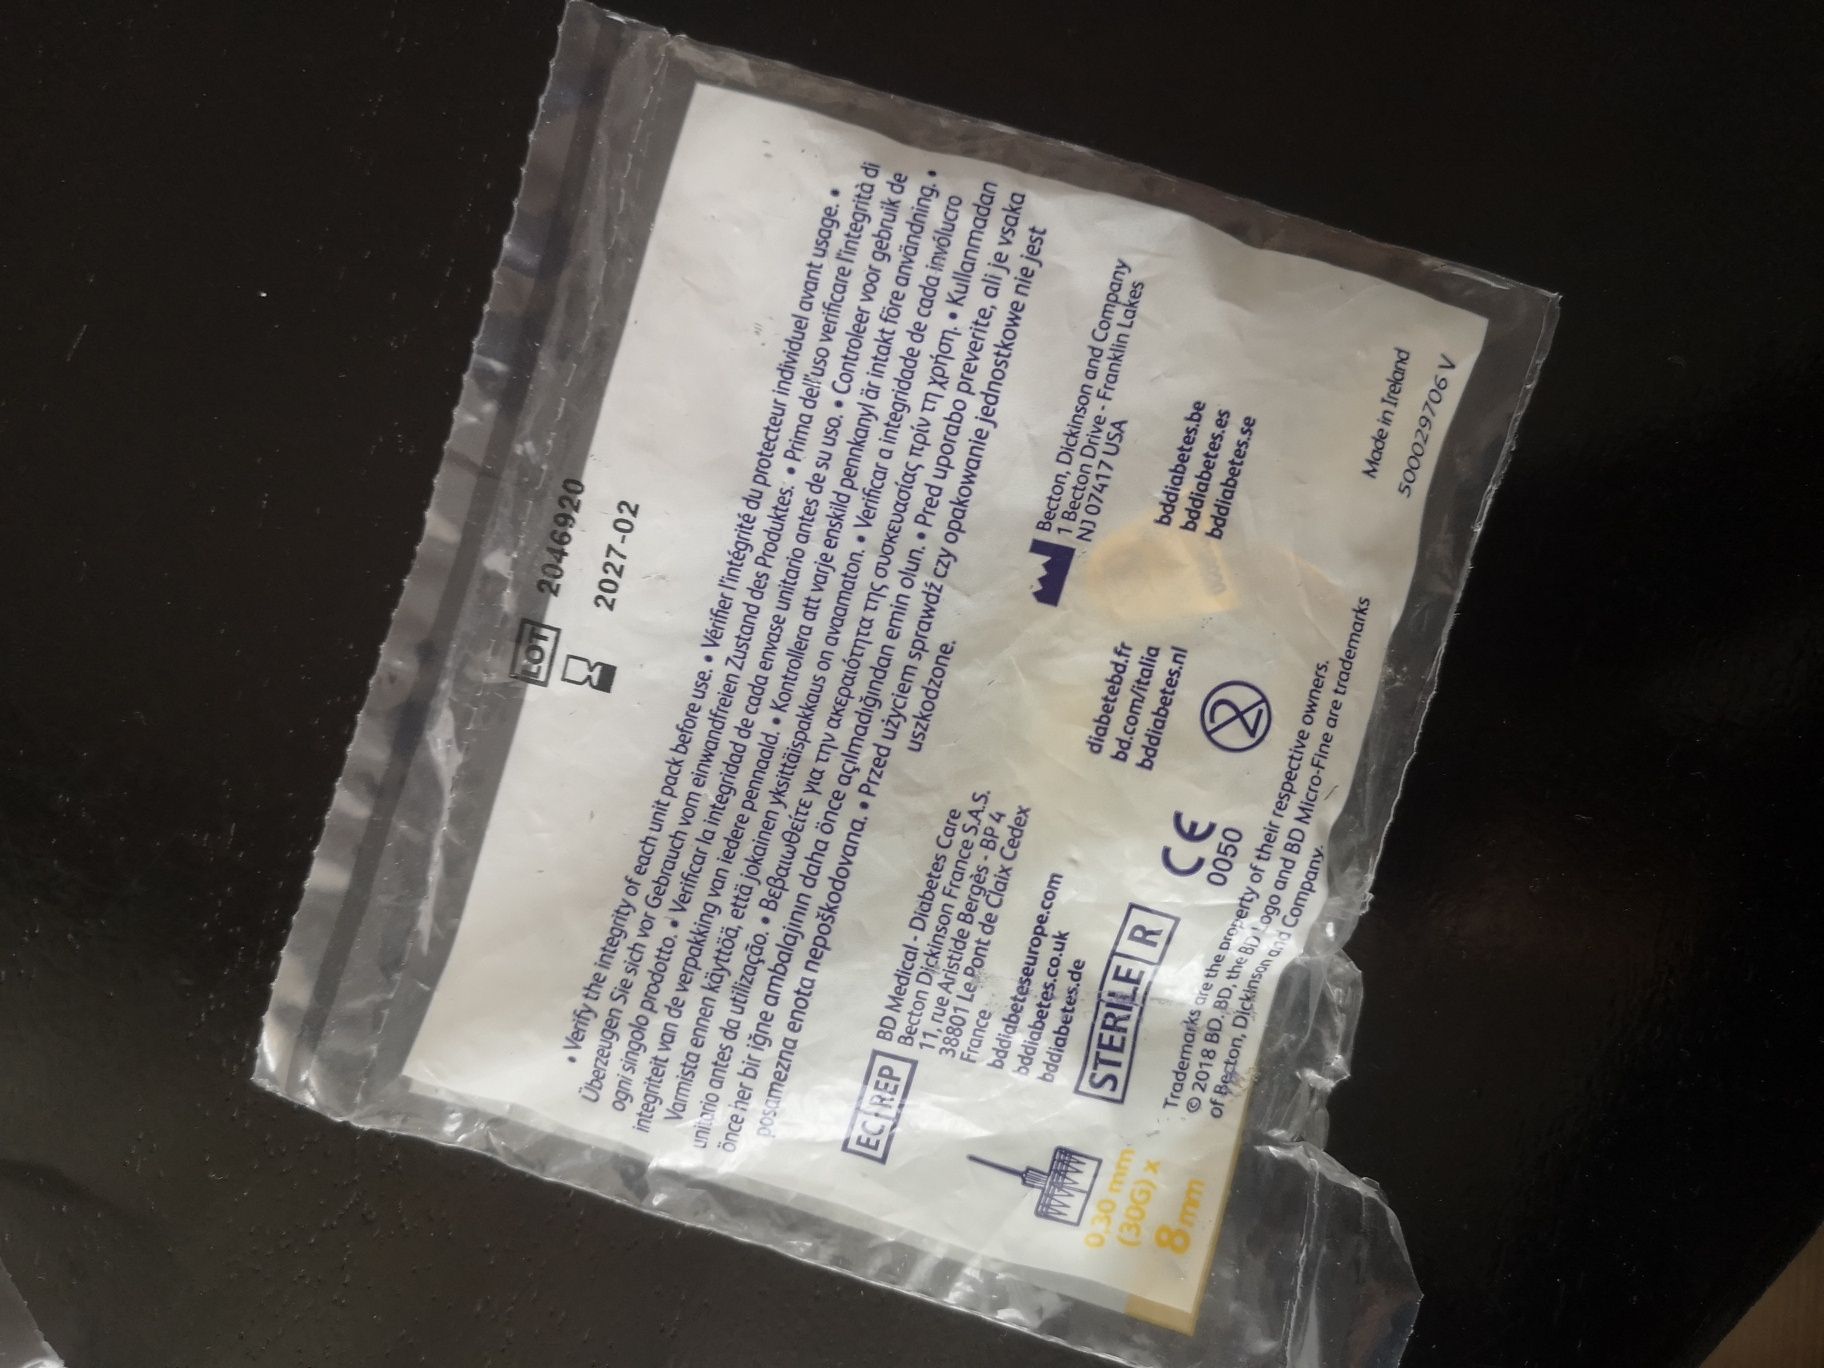 LOT 2046920
2027-02
• Verify the integrity of each unit pack before use. • Vérifier l'intégrité du protecteur individuel avant usage. •
Überzeugen Sie sich vor Gebrauch vom einwandfreien Zustand des Produktes. • Prima dell'uso verificare l'integrità di
ogni singolo prodotto. • Verificar la integridad de cada envase unitario antes de su uso. • Controleer voor gebruik de
integriteit van de verpakking van iedere pennaald. • Kontrollera att varje enskild pennkanyl är intakt före användning. •
Varmista ennen käyttöä, että jokainen yksittäispakkaus on avaamaton. • Verificar a integridade de cada invólucro
unitario antes da utilização. • Βεβαιωθείτε για την ακεραιότητα της συσκευασίας πρίν τη χρήση. • Kullanmadan
önce her bir iğne ambalajının daha önce açılmadığından emin olun. • Pred uporabo preverite, ali je vsaka
posamezna enota nepoškodovana. • Przed użyciem sprawdź czy opakowanie jednostkowe nie jest
uszkodzone.
EC REP
BD Medical - Diabetes Care
Becton Dickinson France S.A.S.
11, rue Aristide Bergès - BP 4
38801 Le Pont de Claix Cedex
France
Becton, Dickinson and Company
1 Becton Drive - Franklin Lakes
NJ 07417 USA
bddiabeteseurope.com
bddiabetes.co.uk
bddiabetes.de
diabetebd.fr
bd.com/italia
bddiabetes.nl
bddiabetes.be
bddiabetes.es
bddiabetes.se
0,30 mm
(30G) x
8 mm
STERILE R
CE
0050
2
Trademarks are the property of their respective owners.
© 2018 BD. BD, the BD Logo and BD Micro-Fine are trademarks
of Becton, Dickinson and Company.
Made in Ireland
500029706 V